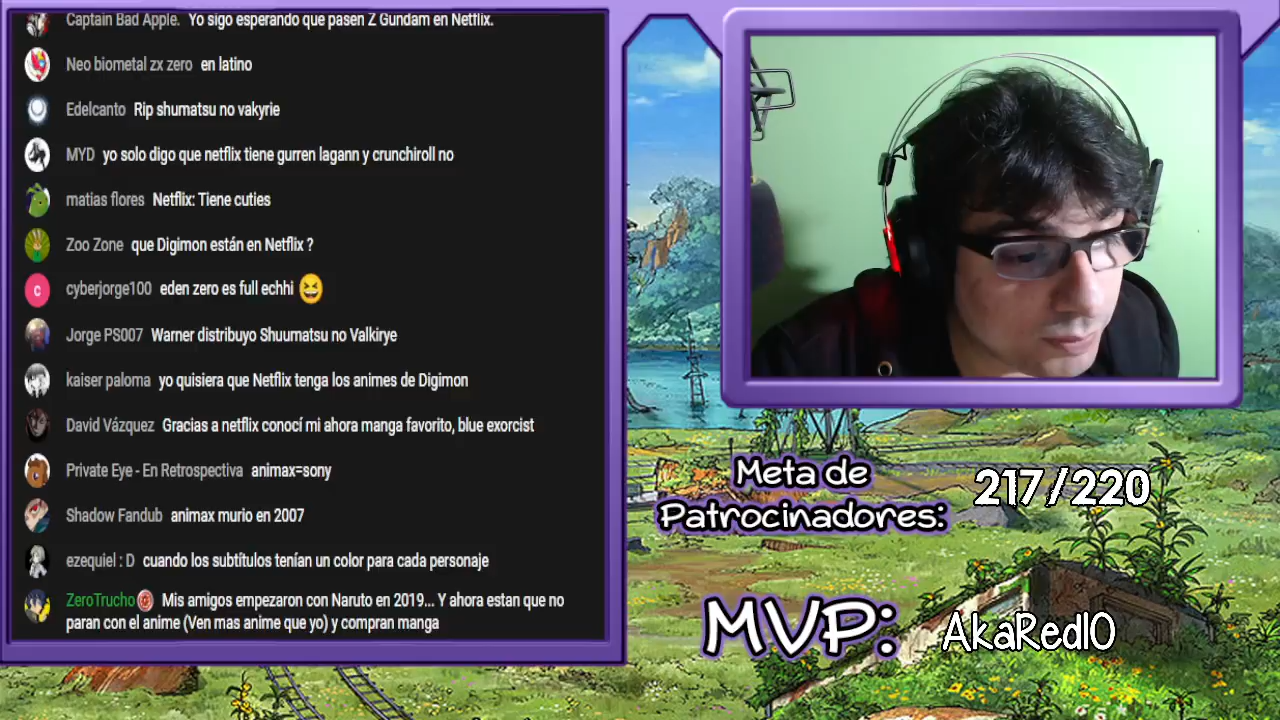 Captain Bad Apple. Yo sigo esperando que pasen Z Gundam en Netflix.
Neo biometal zx zero en latino
Edelcanto Rip shumatsu no vakyrie
MYD yo solo digo que netflix tiene gurren lagann y crunchiroll no
matias flores Netflix: Tiene cuties
Zoo Zone que Digimon están en Netflix ?
C cyberjorge100 eden zero es full echhi
Jorge PS007 Warner distribuyo Shuumatsu no Valkirye
kaiser paloma yo quisiera que Netflix tenga los animes de Digimon
David Vázquez Gracias a netflix conocí mi ahora manga favorito, blue exorcist
Private Eye - En Retrospectiva animax=sony
Shadow Fandub animax murio en 2007
ezequiel : D cuando los subtítulos tenían un color para cada personaje
ZeroTrucho Mis amigos empezaron con Naruto en 2019... Y ahora estan que no
paran con el anime (Ven mas anime que yo) y compran manga
Meta de
Patrocinadores:
217/220
MVP:
AkaRed10